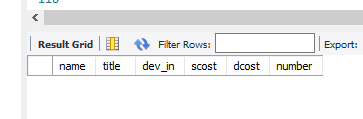 Result Grid Filter Rows: Export:
name title dev_in scost dcost number